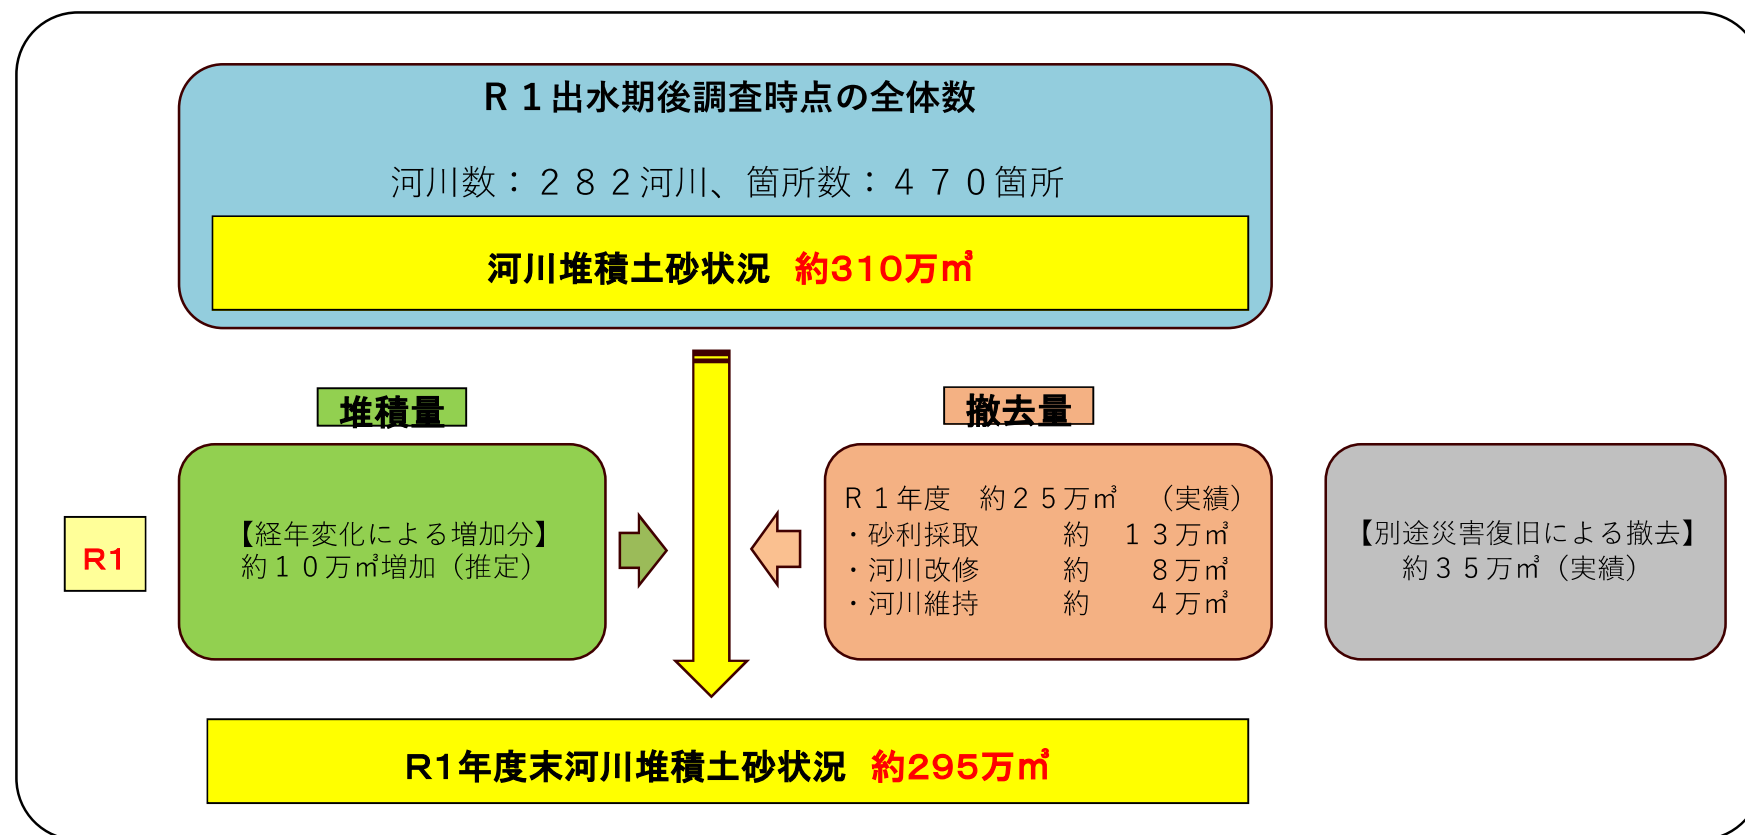 R１出水期後調査時点の全体数
河川数：２８２河川、箇所数：４７０箇所
河川堆積土砂状況　約310万㎥
堆積量
撤去量
R1
【経年変化による増加分】
約１０万㎥増加（推定）
R１年度　約２５万㎥　（実績）
・砂利採取　　　約　１３万㎥
・河川改修　　　約　　８万㎥
・河川維持　　　約　　４万㎥
【別途災害復旧による撤去】
約３５万㎥（実績）
R1年度末河川堆積土砂状況　約295万㎥